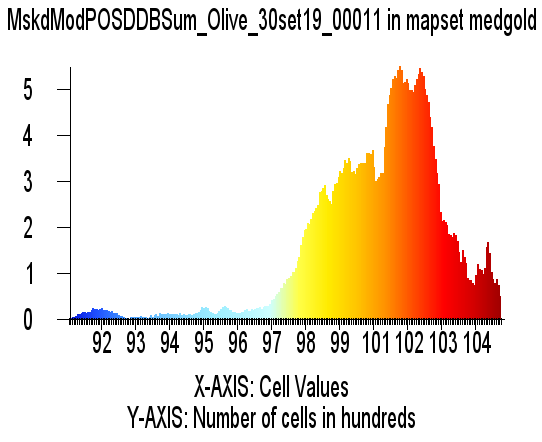 MskdModPOSDDBSum_Olive_30set19_00011 in mapset medgold
5
4
3
2
1
0
92 93 94 95 96 97 98 99 101 102 103 104
X-AXIS: Cell Values
Y-AXIS: Number of cells in hundreds